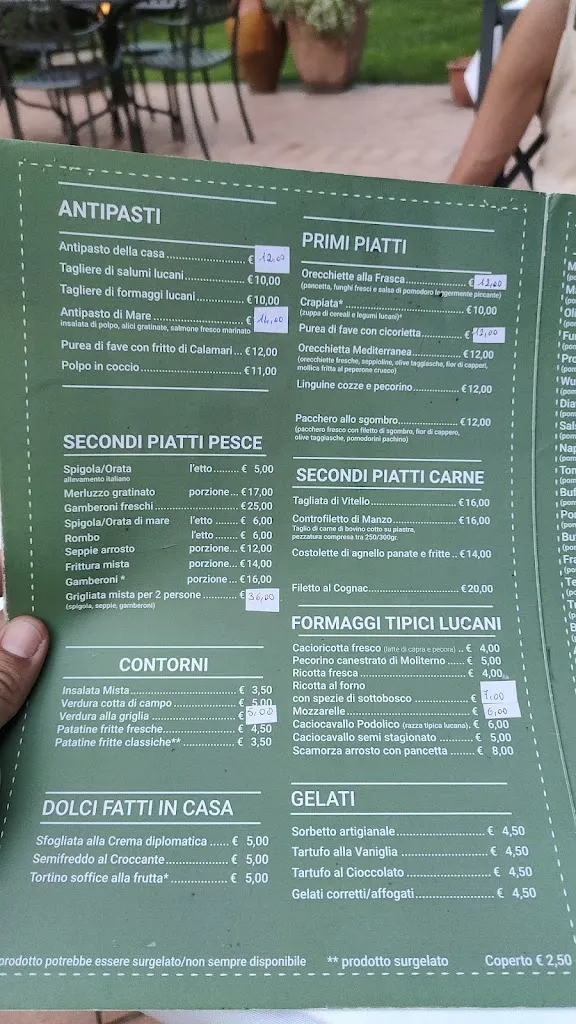 ANTIPASTI
Antipasto della casa .................... € 12,00
Tagliere di salumi lucani ............... € 10,00
Tagliere di formaggi lucani ............. € 10,00
Antipasto di Mare ....................... € 14,00
insalata di polpo, alici gratinate, salmone fresco marinato
Purea di fave con fritto di Calamari ... € 12,00
Polpo in coccio ......................... € 11,00
SECONDI PIATTI PESCE
Spigola/Orata l'etto ........ € 5,00
allevamento italiano
Merluzzo gratinato porzione... € 17,00
Gamberoni freschi ....................... € 25,00
Spigola/Orata di mare l'etto ........ € 6,00
Rombo l'etto ........ € 6,00
Seppie arrosto porzione... € 12,00
Frittura mista porzione... € 14,00
Gamberoni * porzione... € 16,00
Grigliata mista per 2 persone ........... € 36,00
(spigola, seppie, gamberoni)
CONTORNI
Insalata Mista........................... € 3,50
Verdura cotta di campo .................. € 5,00
Verdura alla griglia .................... € 5,00
Patatine fritte fresche.................. € 4,50
Patatine fritte classiche** ............. € 3,50
DOLCI FATTI IN CASA
Sfogliata alla Crema diplomatica ...... € 5,00
Semifreddo al Croccante.................. € 5,00
Tortino soffice alla frutta*............. € 5,00
PRIMI PIATTI
Orecchiette alla Frasca ................. € 12,00
(pancetta, funghi freschi e salsa di pomodoro leggermente piccante)
Crapiata* ............................... € 10,00
(zuppa di cereali e legumi lucani)*
Purea di fave con cicorietta ............ € 12,00
Orecchietta Mediterranea ................ € 12,00
(orecchiette fresche, seppioline, olive taggiasche, fior di capperi,
mollica fritta al peperone crusco)
Linguine cozze e pecorino................ € 12,00
Pacchero allo sgombro.................... € 12,00
(pacchero fresco con filetto di sgombro, fior di cappero,
olive taggiasche, pomodorini pachino)
SECONDI PIATTI CARNE
Tagliata di Vitello...................... € 16,00
Controfiletto di Manzo................... € 16,00
Taglio di carne di bovino cotto su piastra,
pezzatura compresa tra 250/300gr.
Costolette di agnello panate e fritte .. € 14,00
Filetto al Cognac........................ € 20,00
FORMAGGI TIPICI LUCANI
Cacioricotta fresco (latte di capra e pecora) .. € 4,00
Pecorino canestrato di Moliterno ...... € 5,00
Ricotta fresca .......................... € 4,00
Ricotta al forno
con spezie di sottobosco ................ € 7,00
Mozzarelle............................... € 6,00
Caciocavallo Podolico (razza tipica lucana). € 6,00
Caciocavallo semi stagionato .......... € 5,00
Scamorza arrosto con pancetta ......... € 8,00
GELATI
Sorbetto artigianale..................... € 4,50
Tartufo alla Vaniglia ................... € 4,50
Tartufo al Cioccolato ................... € 4,50
Gelati corretti/affogati................. € 4,50
prodotto potrebbe essere surgelato/non sempre disponibile ** prodotto surgelato Coperto € 2,50